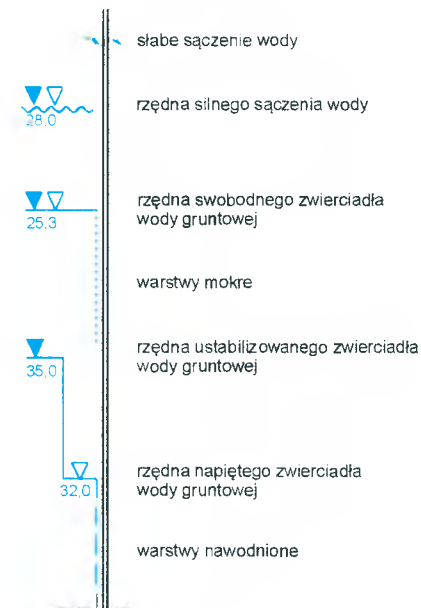 słabe sączenie wody
28,0
rzędna silnego sączenia wody
25,3
rzędna swobodnego zwierciadła
wody gruntowej
warstwy mokre
35,0
rzędna ustabilizowanego zwierciadła
wody gruntowej
32,0
rzędna napiętego zwierciadła
wody gruntowej
warstwy nawodnione